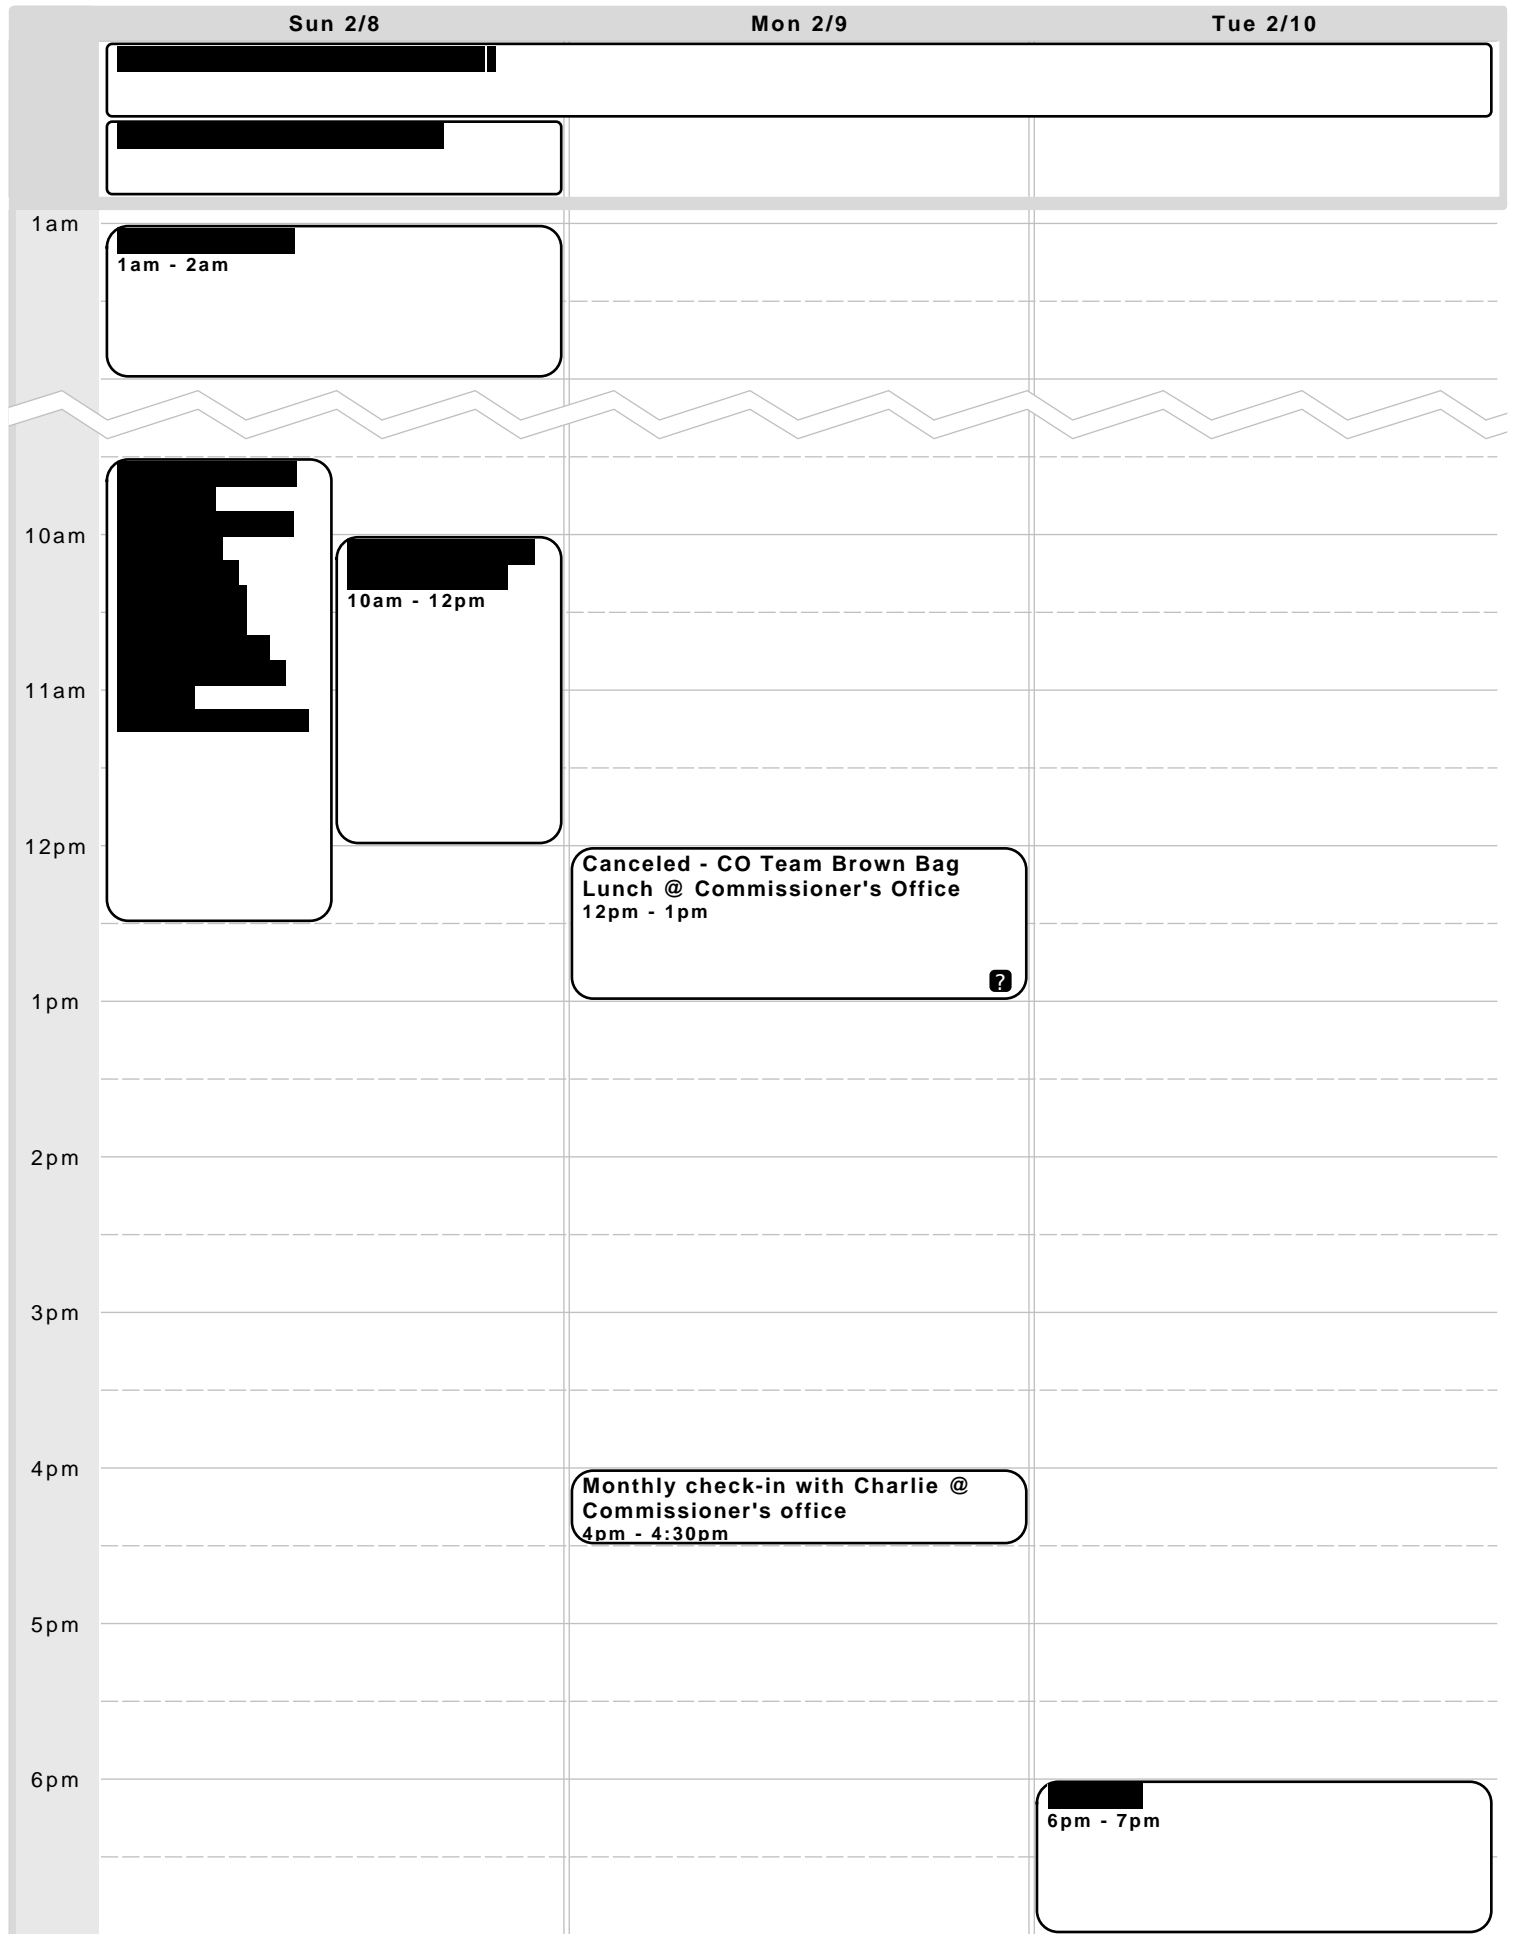 Sun 2/8
Mon 2/9
Tue 2/10
1am
1am - 2am
10am
10am - 12pm
11am
12pm
Canceled - CO Team Brown Bag
Lunch @ Commissioner's Office
12pm - 1pm
?
1pm
2pm
3pm
4pm
Monthly check-in with Charlie @
Commissioner's office
4pm - 4:30pm
5pm
6pm
6pm - 7pm